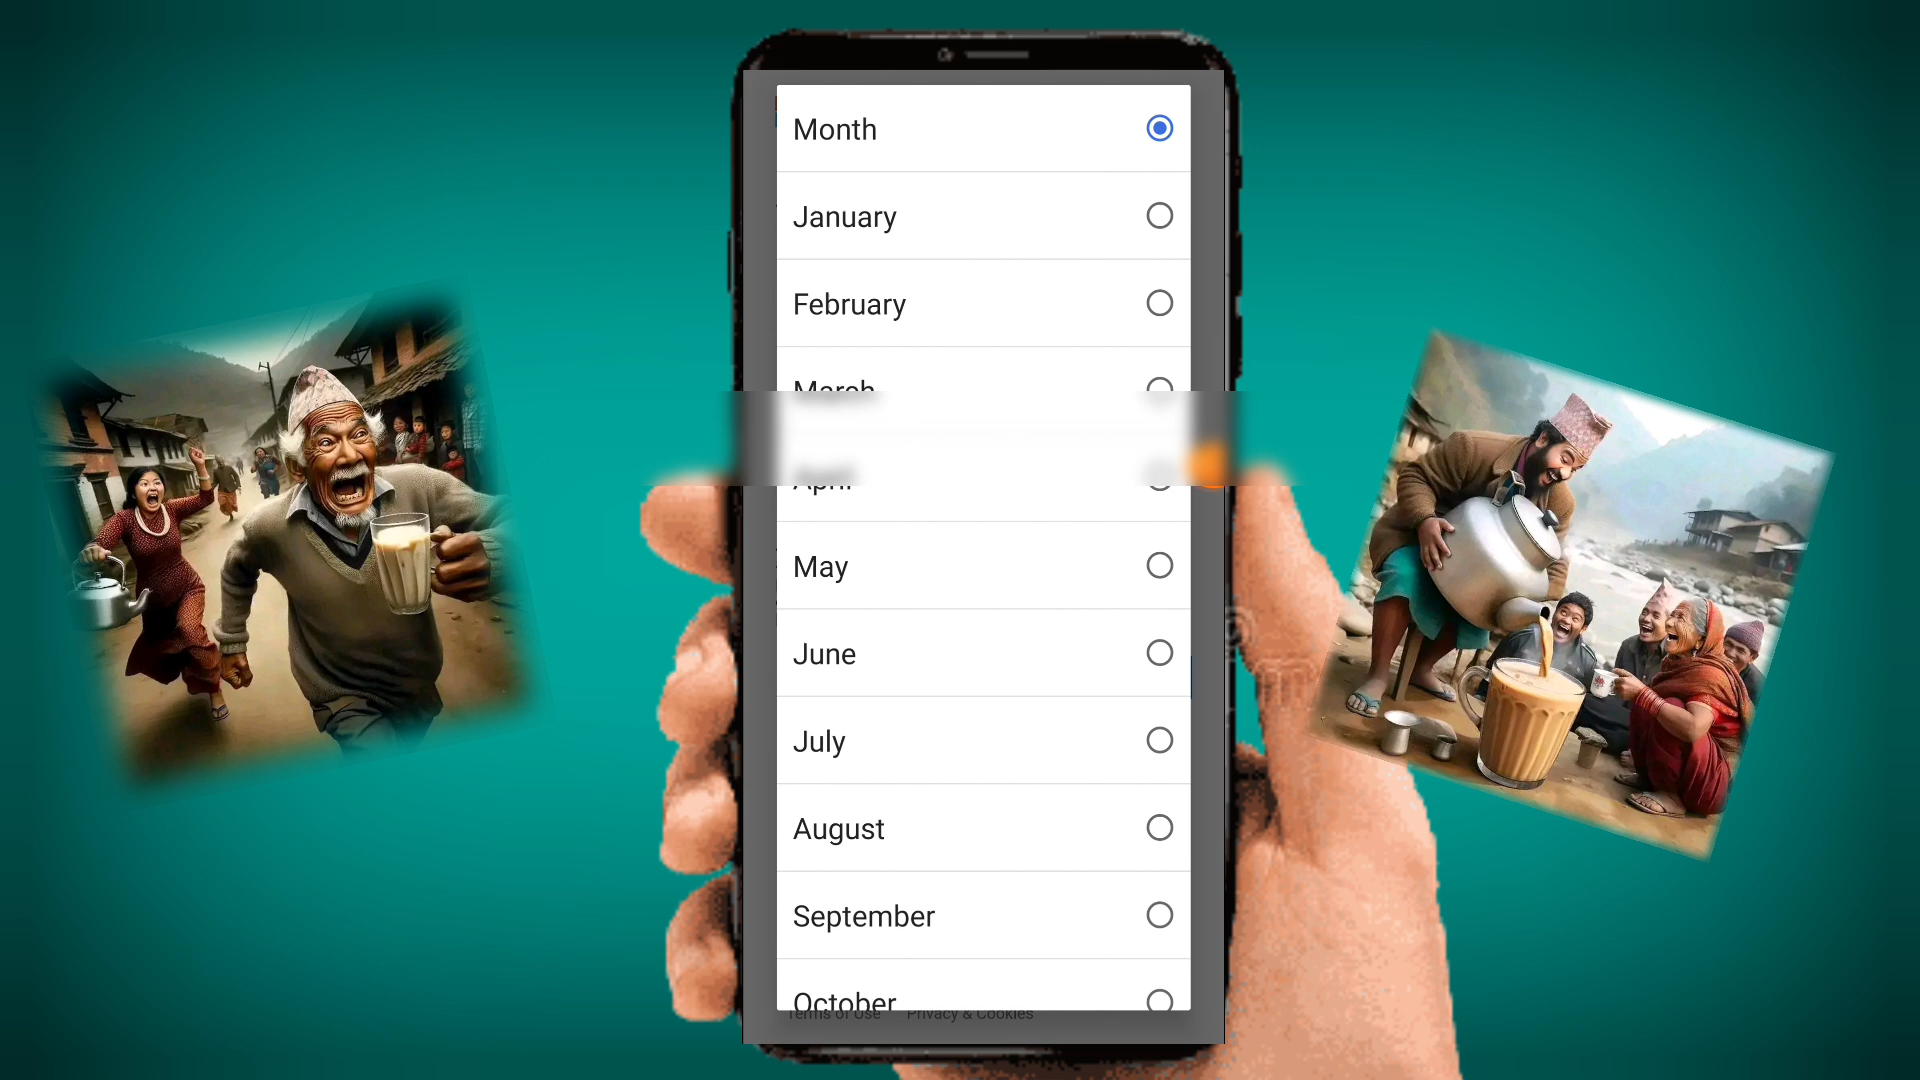 Month
January
February
March
April
May
June
July
August
September
October
Terms of Use Privacy & Cookies